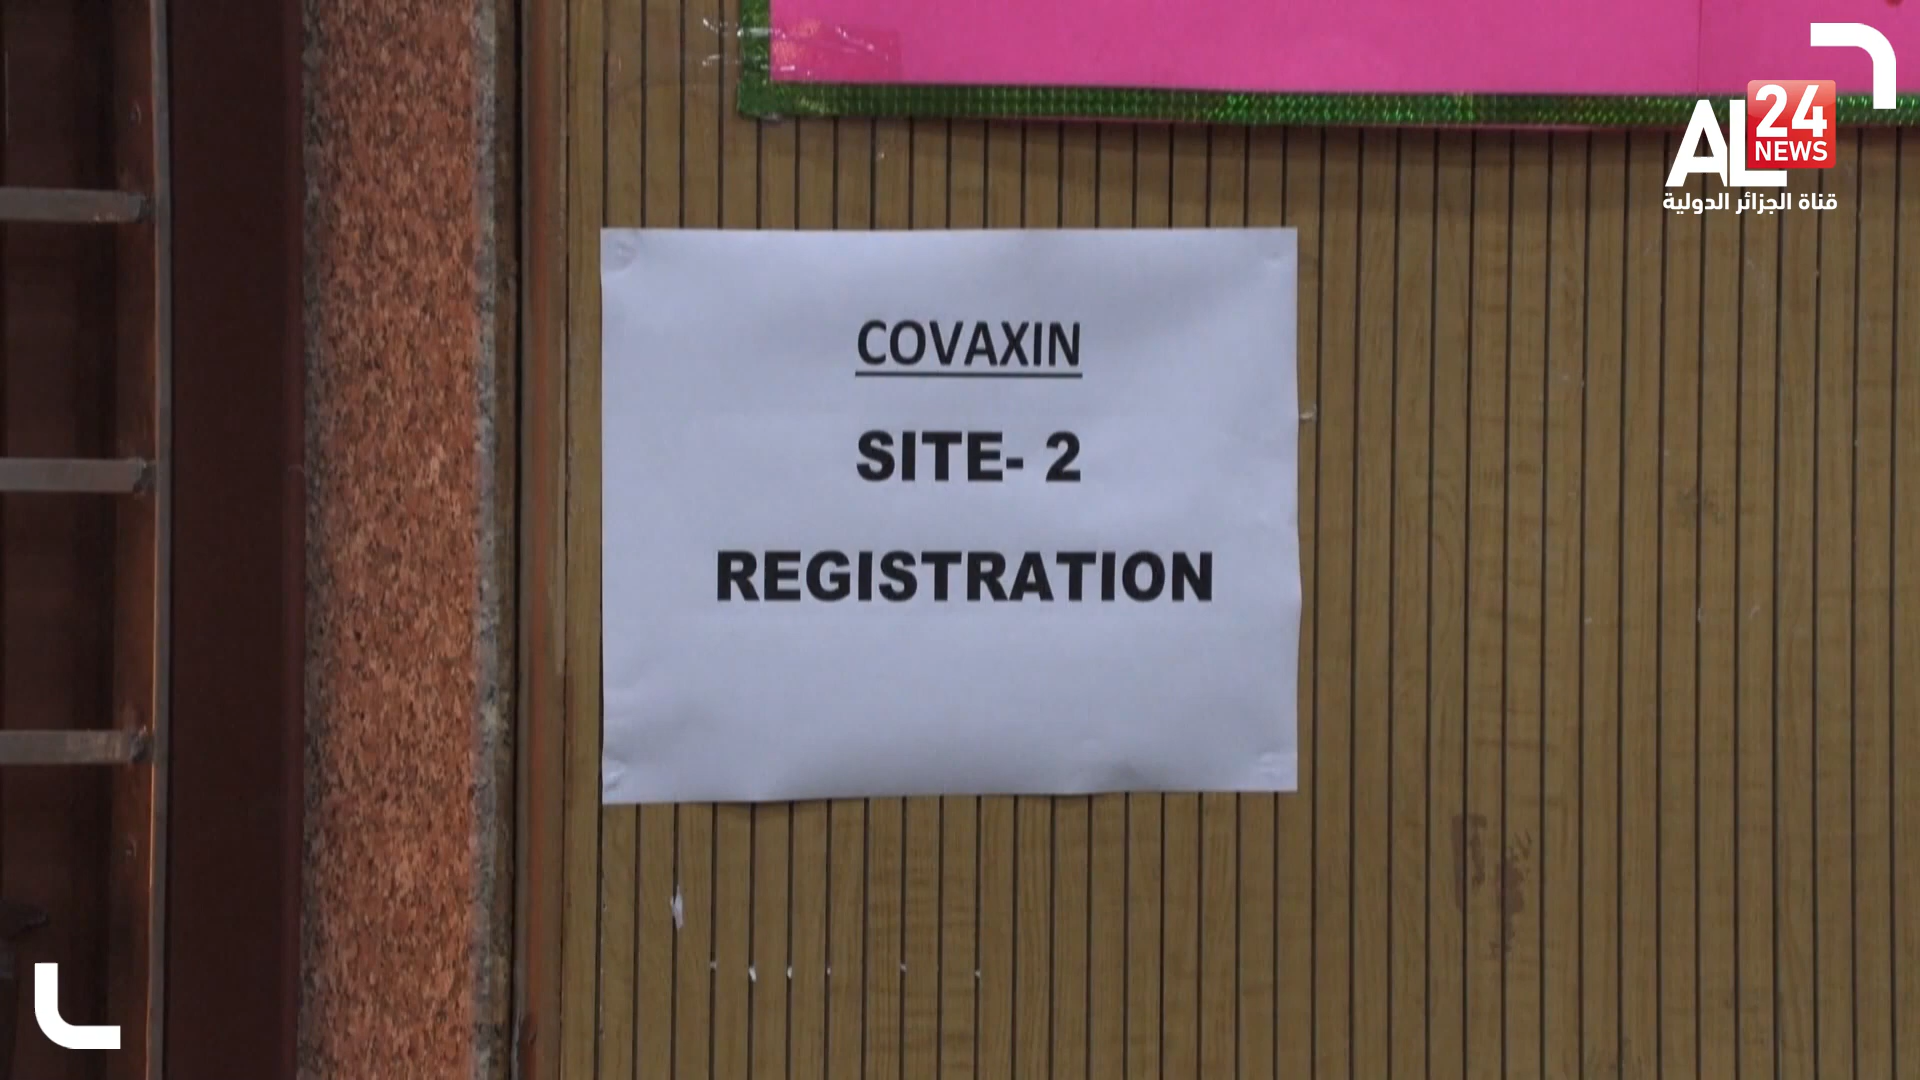 AL 24
NEWS
قناة الجزائر الدولية
COVAXIN
SITE- 2
REGISTRATION